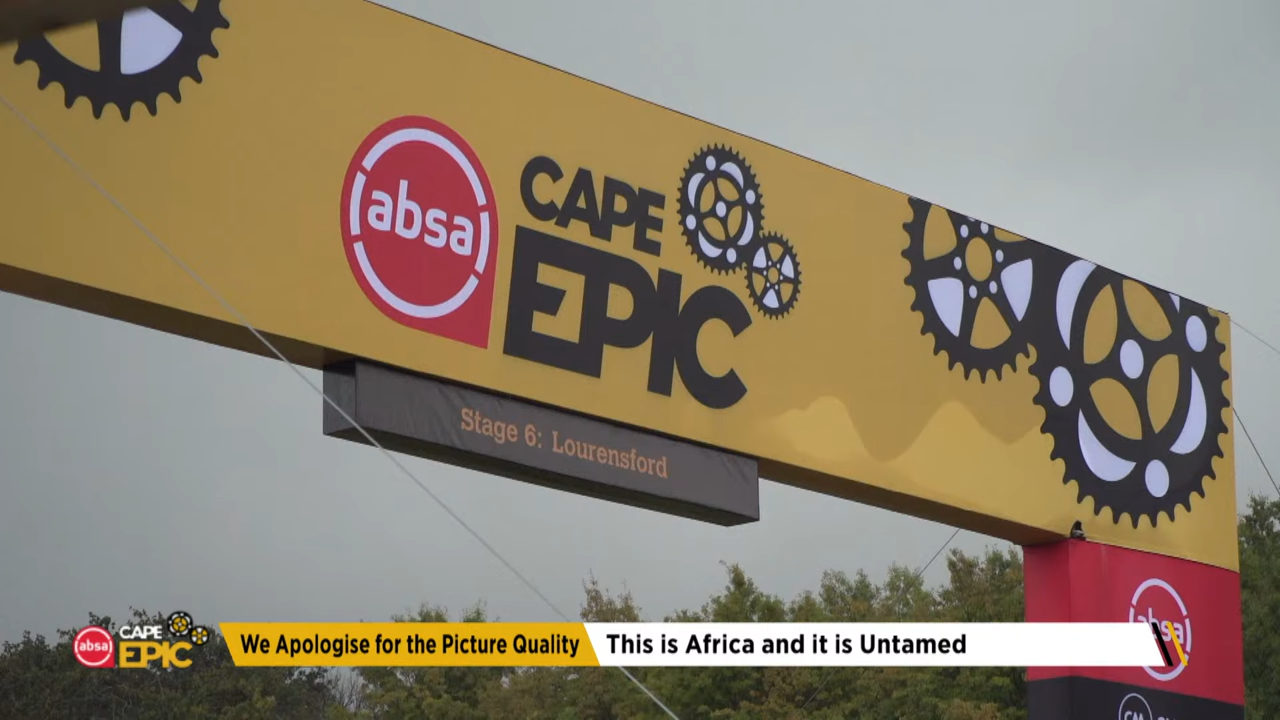 absa
CAPE
EPIC
Stage 6: Lourensford
absa
absa
CAPE
EPIC
We Apologise for the Picture Quality
This is Africa and it is Untamed